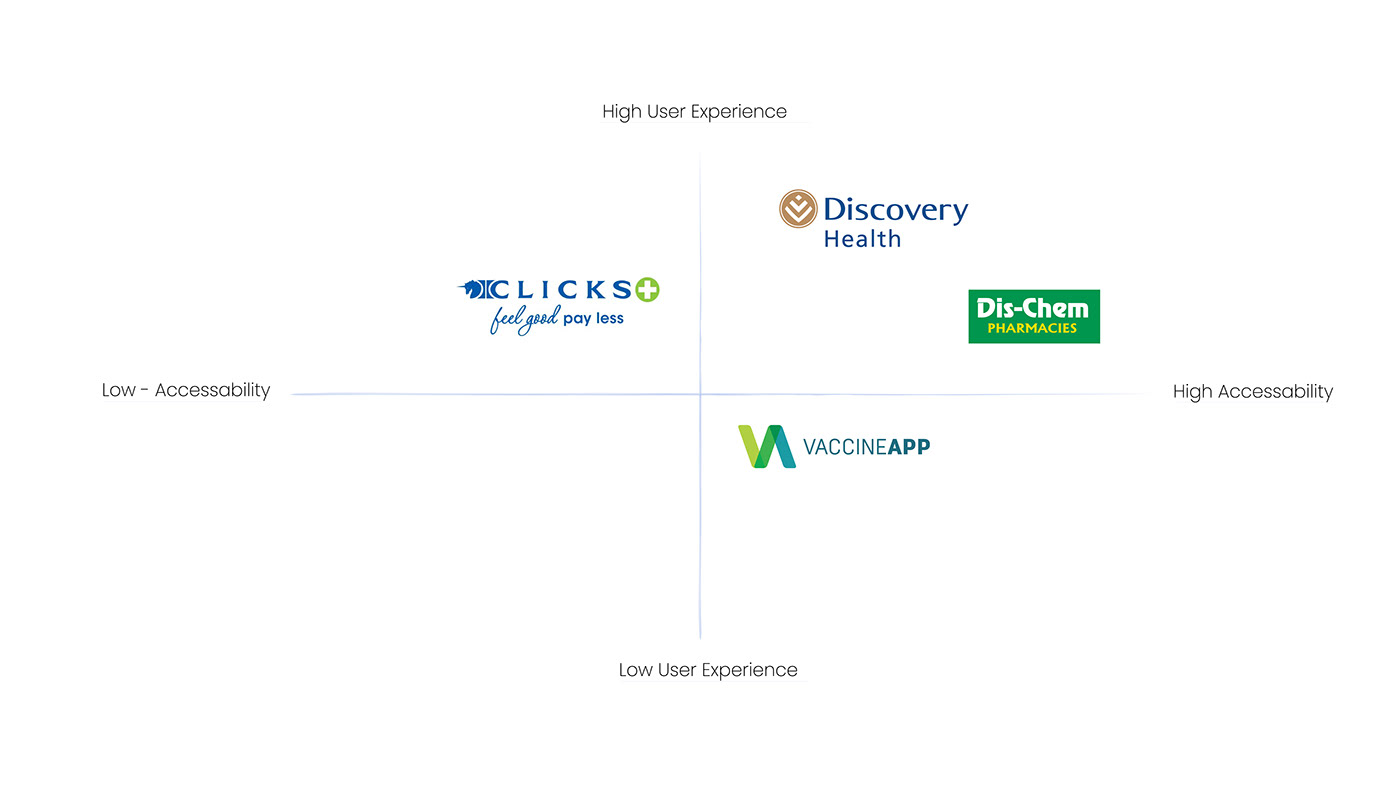 High User Experience
Discovery
Health
CLICKS
feel good pay less
Dis-Chem
PHARMACIES
Low - Accessability
High Accessability
VACCINEAPP
Low User Experience